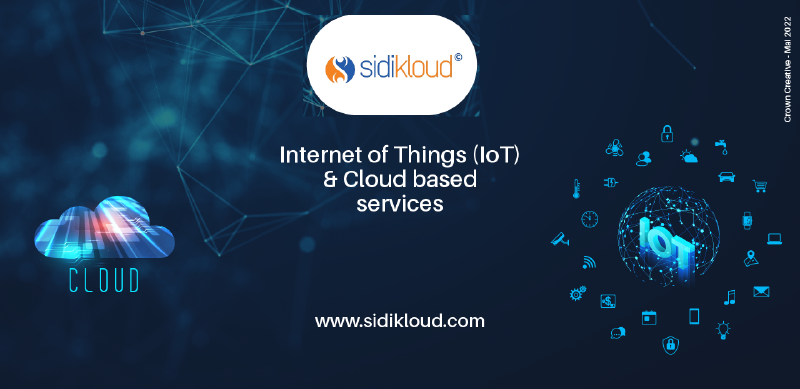 sidikloud©
Crown Creative - Mai 2022
Internet of Things (IoT)
& Cloud based
services
CLOUD
IoT
www.sidikloud.com